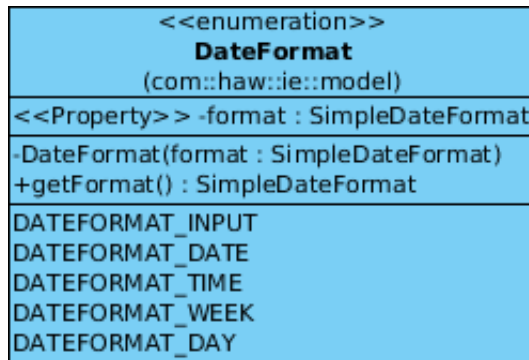 <<enumeration>>
DateFormat
(com::haw::ie::model)
<<Property>> -format : SimpleDateFormat
-DateFormat(format : SimpleDateFormat)
+getFormat() : SimpleDateFormat
DATEFORMAT_INPUT
DATEFORMAT_DATE
DATEFORMAT_TIME
DATEFORMAT_WEEK
DATEFORMAT_DAY